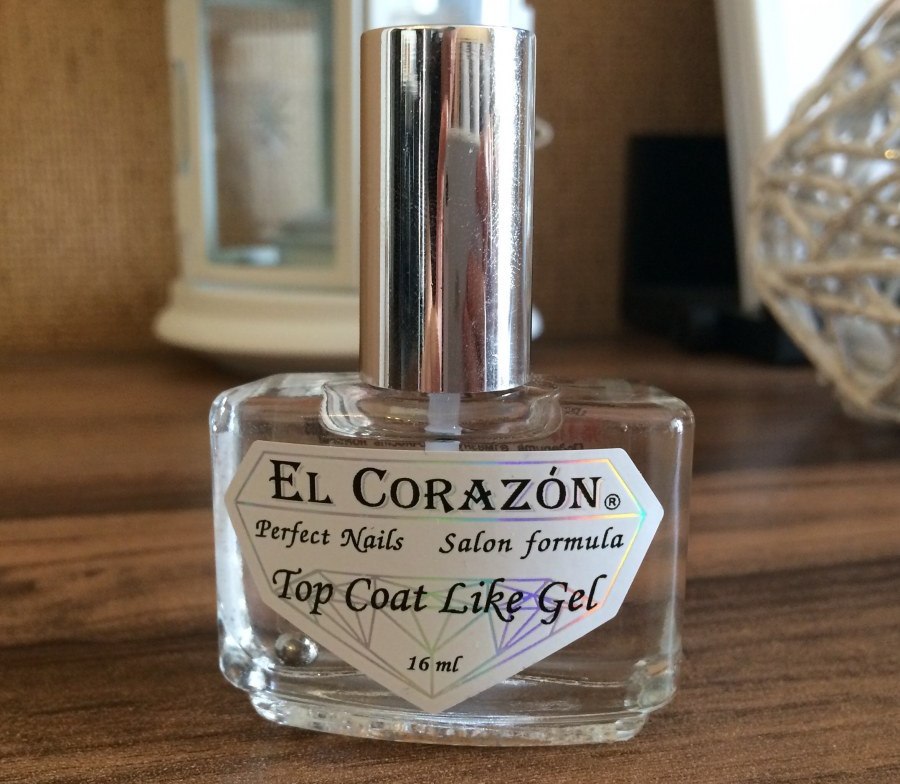 EL CORAZÓN®
Perfect Nails Salon formula
Top Coat Like Gel
16 ml